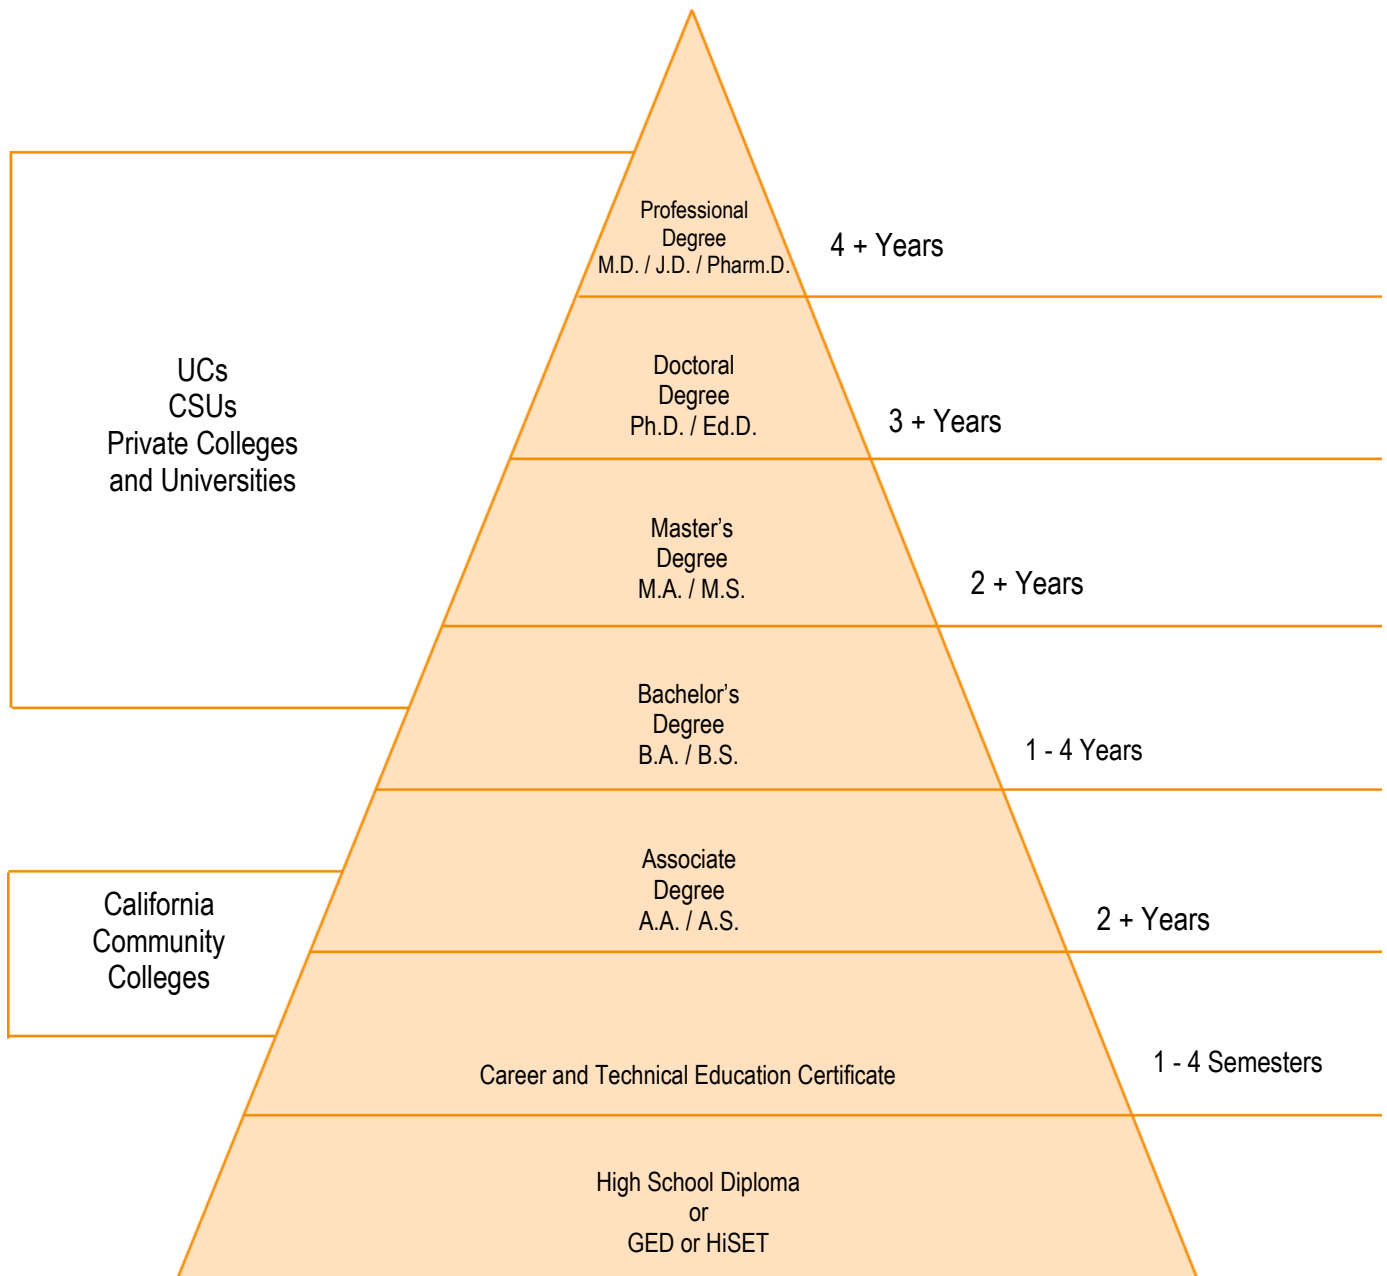 Professional
Degree
M.D. / J.D. / Pharm.D.
4 + Years
UCs
CSUs
Private Colleges
and Universities
Doctoral
Degree
Ph.D. / Ed.D.
3 + Years
Master’s
Degree
M.A. / M.S.
2 + Years
Bachelor’s
Degree
B.A. / B.S.
1 - 4 Years
California
Community
Colleges
Associate
Degree
A.A. / A.S.
2 + Years
Career and Technical Education Certificate
1 - 4 Semesters
High School Diploma
or
GED or HiSET